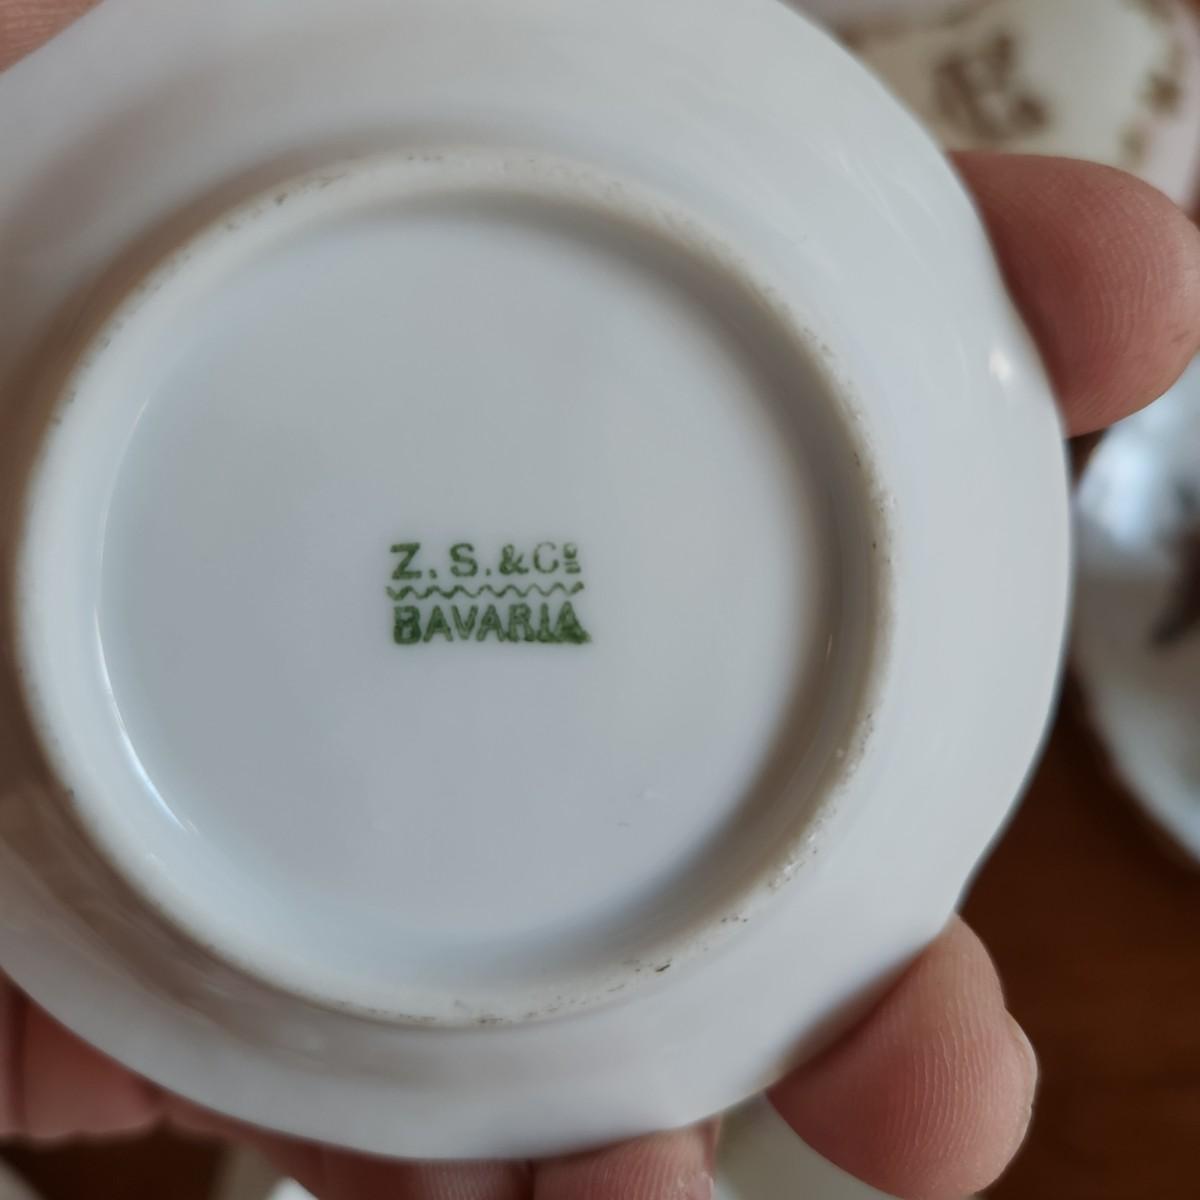 Z. S. & Cº
BAVARIA